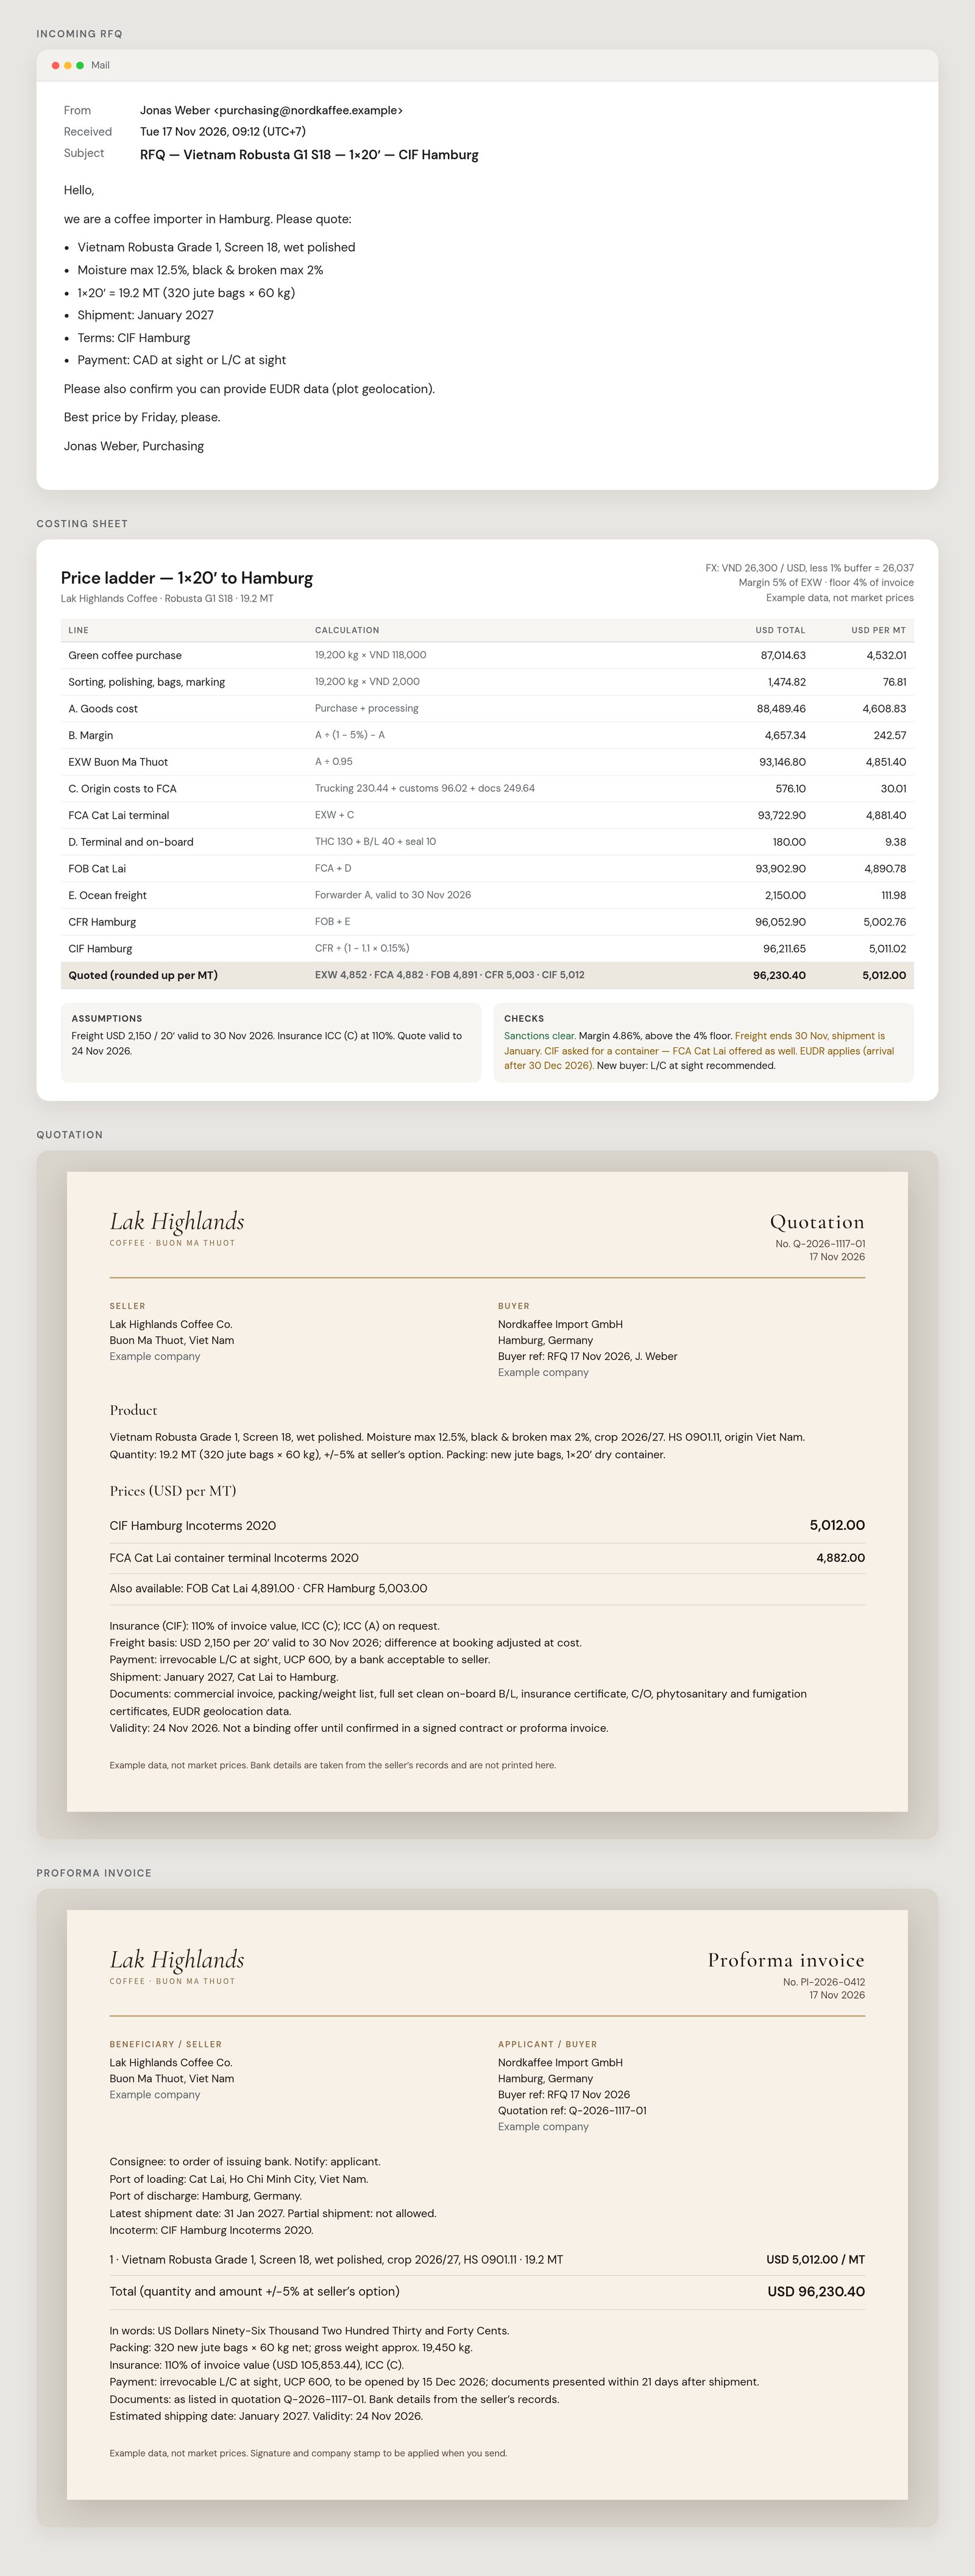 INCOMING RFQ
Mail
From Jonas Weber <purchasing@nordkaffee.example>
Received Tue 17 Nov 2026, 09:12 (UTC+7)
Subject RFQ — Vietnam Robusta G1 S18 — 1×20′ — CIF Hamburg
Hello,
we are a coffee importer in Hamburg. Please quote:
• Vietnam Robusta Grade 1, Screen 18, wet polished
• Moisture max 12.5%, black & broken max 2%
• 1×20′ = 19.2 MT (320 jute bags × 60 kg)
• Shipment: January 2027
• Terms: CIF Hamburg
• Payment: CAD at sight or L/C at sight
Please also confirm you can provide EUDR data (plot geolocation).
Best price by Friday, please.
Jonas Weber, Purchasing
COSTING SHEET
Price ladder — 1×20′ to Hamburg
Lak Highlands Coffee · Robusta G1 S18 · 19.2 MT
FX: VND 26,300 / USD, less 1% buffer = 26,037
Margin 5% of EXW · floor 4% of invoice
Example data, not market prices
LINE CALCULATION USD TOTAL USD PER MT
Green coffee purchase 19,200 kg × VND 118,000 87,014.63 4,532.01
Sorting, polishing, bags, marking 19,200 kg × VND 2,000 1,474.82 76.81
A. Goods cost Purchase + processing 88,489.46 4,608.83
B. Margin A ÷ (1 − 5%) − A 4,657.34 242.57
EXW Buon Ma Thuot A ÷ 0.95 93,146.80 4,851.40
C. Origin costs to FCA Trucking 230.44 + customs 96.02 + docs 249.64 576.10 30.01
FCA Cat Lai terminal EXW + C 93,722.90 4,881.40
D. Terminal and on-board THC 130 + B/L 40 + seal 10 180.00 9.38
FOB Cat Lai FCA + D 93,902.90 4,890.78
E. Ocean freight Forwarder A, valid to 30 Nov 2026 2,150.00 111.98
CFR Hamburg FOB + E 96,052.90 5,002.76
CIF Hamburg CFR ÷ (1 − 1.1 × 0.15%) 96,211.65 5,011.02
Quoted (rounded up per MT) EXW 4,852 · FCA 4,882 · FOB 4,891 · CFR 5,003 · CIF 5,012 96,230.40 5,012.00
ASSUMPTIONS
Freight USD 2,150 / 20′ valid to 30 Nov 2026. Insurance ICC (C) at 110%. Quote valid to
24 Nov 2026.
CHECKS
Sanctions clear. Margin 4.86%, above the 4% floor. Freight ends 30 Nov, shipment is
January. CIF asked for a container — FCA Cat Lai offered as well. EUDR applies (arrival
after 30 Dec 2026). New buyer: L/C at sight recommended.
QUOTATION
Lak Highlands
COFFEE · BUON MA THUOT
Quotation
No. Q-2026-1117-01
17 Nov 2026
SELLER
Lak Highlands Coffee Co.
Buon Ma Thuot, Viet Nam
Example company
BUYER
Nordkaffee Import GmbH
Hamburg, Germany
Buyer ref: RFQ 17 Nov 2026, J. Weber
Example company
Product
Vietnam Robusta Grade 1, Screen 18, wet polished. Moisture max 12.5%, black & broken max 2%, crop 2026/27. HS 0901.11, origin Viet Nam.
Quantity: 19.2 MT (320 jute bags × 60 kg), +/-5% at seller’s option. Packing: new jute bags, 1×20′ dry container.
Prices (USD per MT)
CIF Hamburg Incoterms 2020 5,012.00
FCA Cat Lai container terminal Incoterms 2020 4,882.00
Also available: FOB Cat Lai 4,891.00 · CFR Hamburg 5,003.00
Insurance (CIF): 110% of invoice value, ICC (C); ICC (A) on request.
Freight basis: USD 2,150 per 20′ valid to 30 Nov 2026; difference at booking adjusted at cost.
Payment: irrevocable L/C at sight, UCP 600, by a bank acceptable to seller.
Shipment: January 2027, Cat Lai to Hamburg.
Documents: commercial invoice, packing/weight list, full set clean on-board B/L, insurance certificate, C/O, phytosanitary and fumigation
certificates, EUDR geolocation data.
Validity: 24 Nov 2026. Not a binding offer until confirmed in a signed contract or proforma invoice.
Example data, not market prices. Bank details are taken from the seller’s records and are not printed here.
PROFORMA INVOICE
Lak Highlands
COFFEE · BUON MA THUOT
Proforma invoice
No. PI-2026-0412
17 Nov 2026
BENEFICIARY / SELLER
Lak Highlands Coffee Co.
Buon Ma Thuot, Viet Nam
Example company
APPLICANT / BUYER
Nordkaffee Import GmbH
Hamburg, Germany
Buyer ref: RFQ 17 Nov 2026
Quotation ref: Q-2026-1117-01
Example company
Consignee: to order of issuing bank. Notify: applicant.
Port of loading: Cat Lai, Ho Chi Minh City, Viet Nam.
Port of discharge: Hamburg, Germany.
Latest shipment date: 31 Jan 2027. Partial shipment: not allowed.
Incoterm: CIF Hamburg Incoterms 2020.
1 · Vietnam Robusta Grade 1, Screen 18, wet polished, crop 2026/27, HS 0901.11 · 19.2 MT USD 5,012.00 / MT
Total (quantity and amount +/-5% at seller’s option) USD 96,230.40
In words: US Dollars Ninety-Six Thousand Two Hundred Thirty and Forty Cents.
Packing: 320 new jute bags × 60 kg net; gross weight approx. 19,450 kg.
Insurance: 110% of invoice value (USD 105,853.44), ICC (C).
Payment: irrevocable L/C at sight, UCP 600, to be opened by 15 Dec 2026; documents presented within 21 days after shipment.
Documents: as listed in quotation Q-2026-1117-01. Bank details from the seller’s records.
Estimated shipping date: January 2027. Validity: 24 Nov 2026.
Example data, not market prices. Signature and company stamp to be applied when you send.